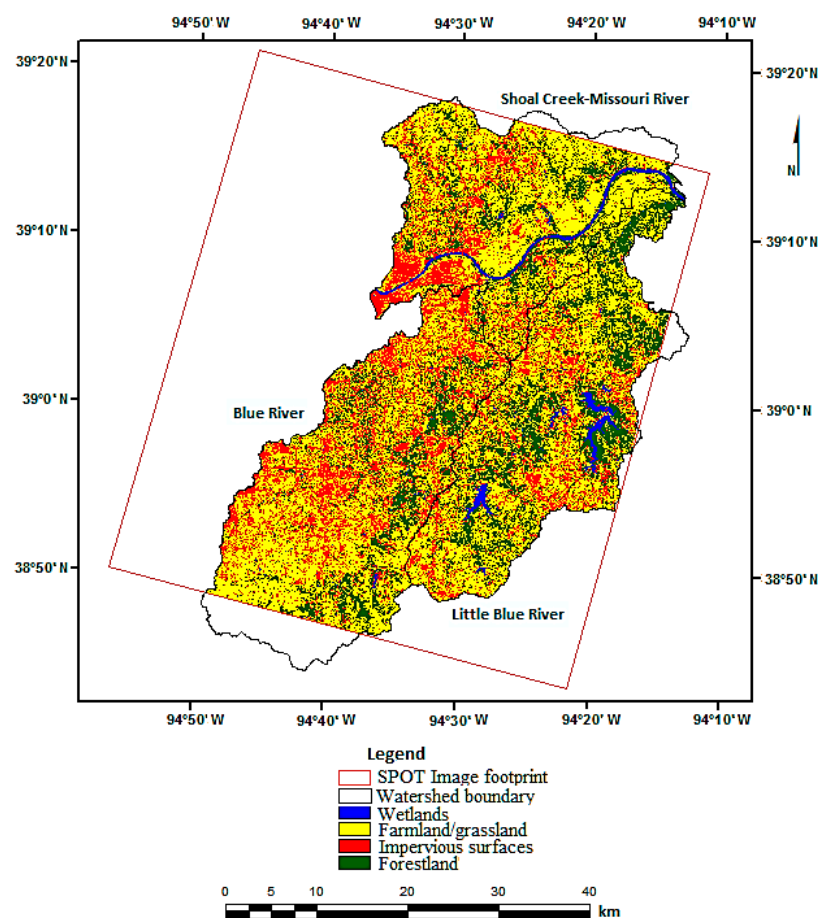 94°50'W 94°40'W 94°30'W 94°20'W 94°10'W
39°20'N
39°20'N
Shoal Creek-Missouri River
N
39°10'N
39°10'N
39°0'N
39°0'N
Blue River
38°50'N
38°50'N
Little Blue River
94°50'W 94°40'W 94°30'W 94°20'W 94°10'W
Legend
SPOT Image footprint
Watershed boundary
Wetlands
Farmland/grassland
Impervious surfaces
Forestland
0 5 10 20 30 40
km